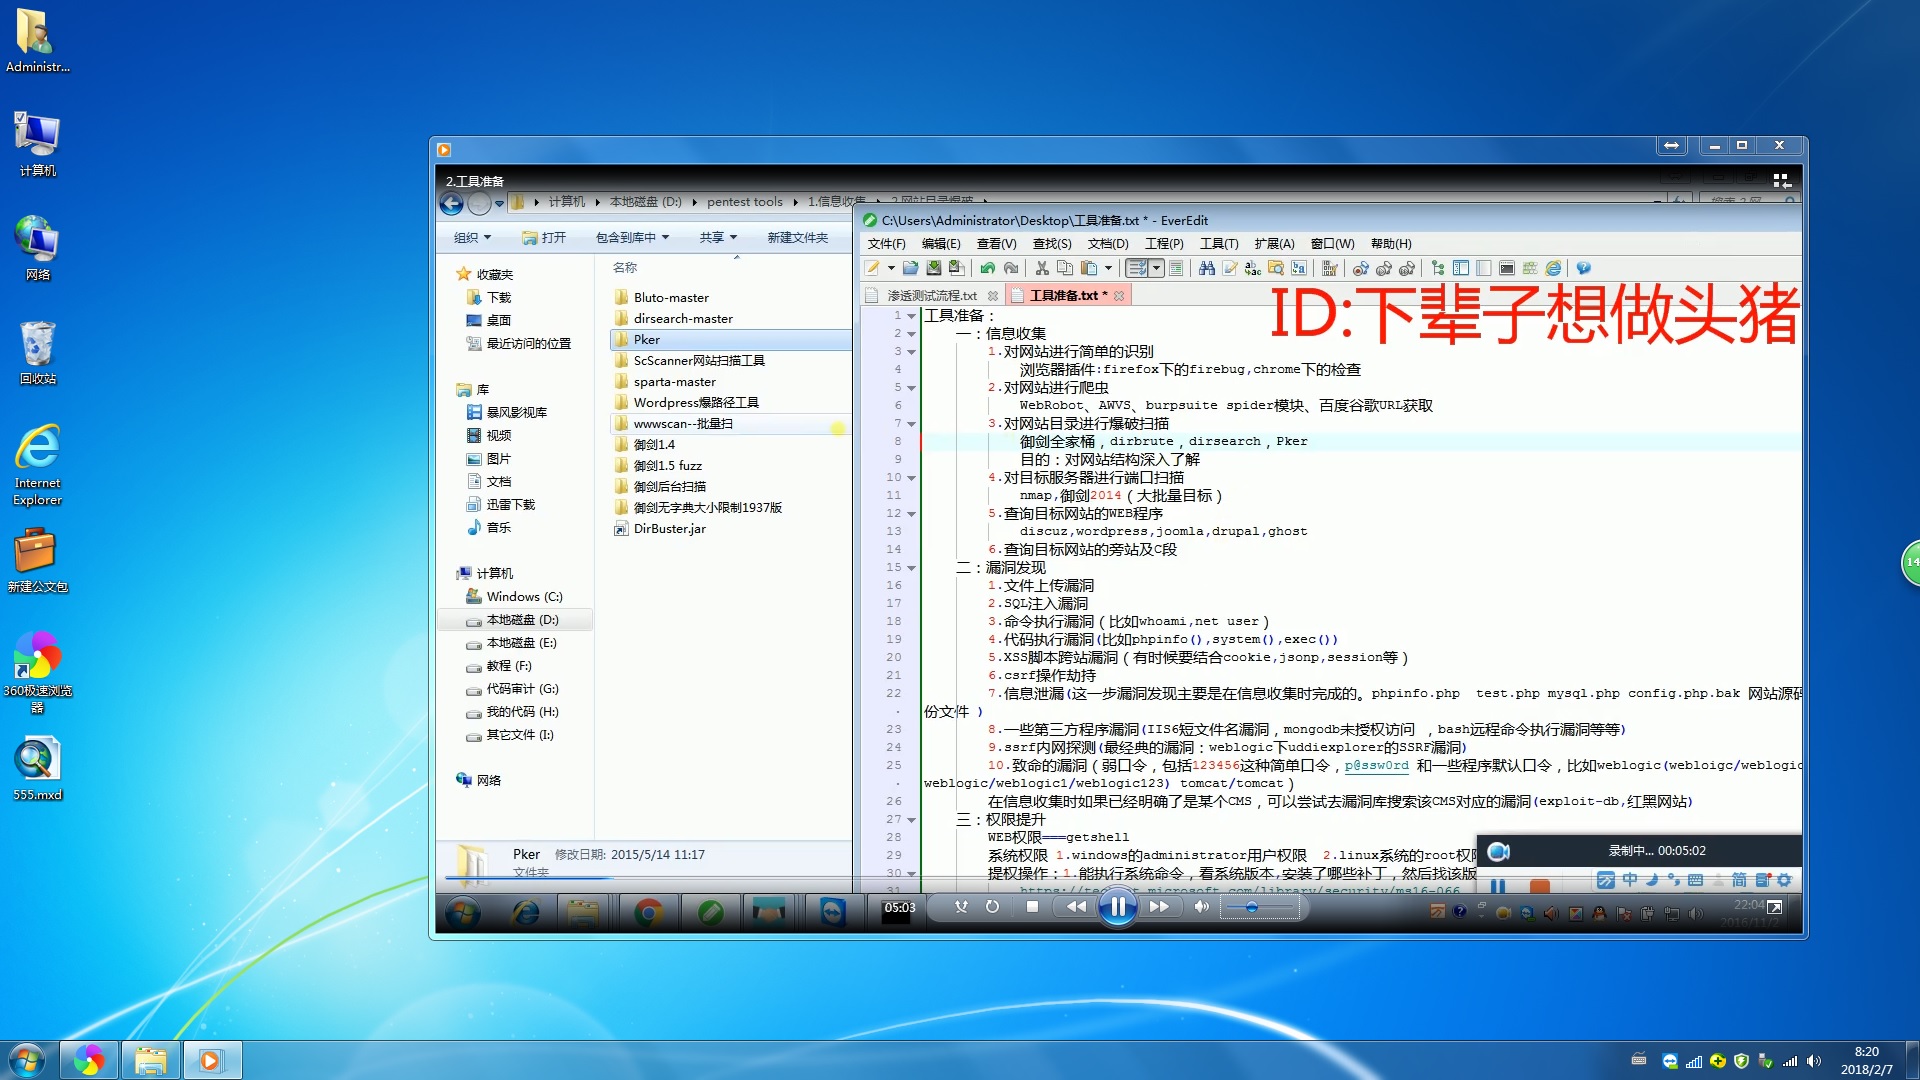 Administr...
计算机
网络
回收站
Internet
Explorer
新建公文包
360极速浏览
器
555.mxd
2.工具准备
计算机 本地磁盘 (D:) pentest tools 1.信息收集 2.网站目录爆破
组织 打开 包含到库中 共享 新建文件夹
收藏夹
下载
桌面
最近访问的位置
库
暴风影视库
视频
图片
文档
迅雷下载
音乐
计算机
Windows (C:)
本地磁盘 (D:)
本地磁盘 (E:)
教程 (F:)
代码审计 (G:)
我的代码 (H:)
其它文件 (I:)
网络
名称
Bluto-master
dirsearch-master
Pker
ScScanner网站扫描工具
sparta-master
Wordpress爆路径工具
wwwscan--批量扫
御剑1.4
御剑1.5 fuzz
御剑后台扫描
御剑无字典大小限制1937版
DirBuster.jar
Pker 修改日期: 2015/5/14 11:17
文件夹
C:\Users\Administrator\Desktop\工具准备.txt * - EverEdit
文件(F) 编辑(E) 查看(V) 查找(S) 文档(D) 工程(P) 工具(T) 扩展(A) 窗口(W) 帮助(H)
渗透测试流程.txt 工具准备.txt *
ID:下辈子想做头猪
1 工具准备：
2 一：信息收集
3 1.对网站进行简单的识别
4 浏览器插件:firefox下的firebug,chrome下的检查
5 2.对网站进行爬虫
6 WebRobot、AWVS、burpsuite spider模块、百度谷歌URL获取
7 3.对网站目录进行爆破扫描
8 御剑全家桶，dirbrute，dirsearch，Pker
9 目的：对网站结构深入了解
10 4.对目标服务器进行端口扫描
11 nmap,御剑2014（大批量目标）
12 5.查询目标网站的WEB程序
13 discuz,wordpress,joomla,drupal,ghost
14 6.查询目标网站的旁站及C段
15 二：漏洞发现
16 1.文件上传漏洞
17 2.SQL注入漏洞
18 3.命令执行漏洞（比如whoami,net user）
19 4.代码执行漏洞(比如phpinfo(),system(),exec())
20 5.XSS脚本跨站漏洞（有时候要结合cookie,jsonp,session等）
21 6.csrf操作劫持
22 7.信息泄漏(这一步漏洞发现主要是在信息收集时完成的。phpinfo.php test.php mysql.php config.php.bak 网站源码
份文件 )
23 8.一些第三方程序漏洞(IIS6短文件名漏洞，mongodb未授权访问 ，bash远程命令执行漏洞等等)
24 9.ssrf内网探测(最经典的漏洞：weblogic下uddiexplorer的SSRF漏洞)
25 10.致命的漏洞（弱口令，包括123456这种简单口令，p@ssw0rd 和一些程序默认口令，比如weblogic(webloigc/weblogic
weblogic/weblogic1/weblogic123) tomcat/tomcat）
26 在信息收集时如果已经明确了是某个CMS，可以尝试去漏洞库搜索该CMS对应的漏洞(exploit-db,红黑网站)
27 三：权限提升
28 WEB权限===getshell
29 系统权限 1.windows的administrator用户权限 2.linux系统的root权限
30 提权操作：1.能执行系统命令，看系统版本,安装了哪些补丁，然后找该版
31
录制中... 00:05:02
中 简
05:03
22:04
8:20
2018/2/7
14